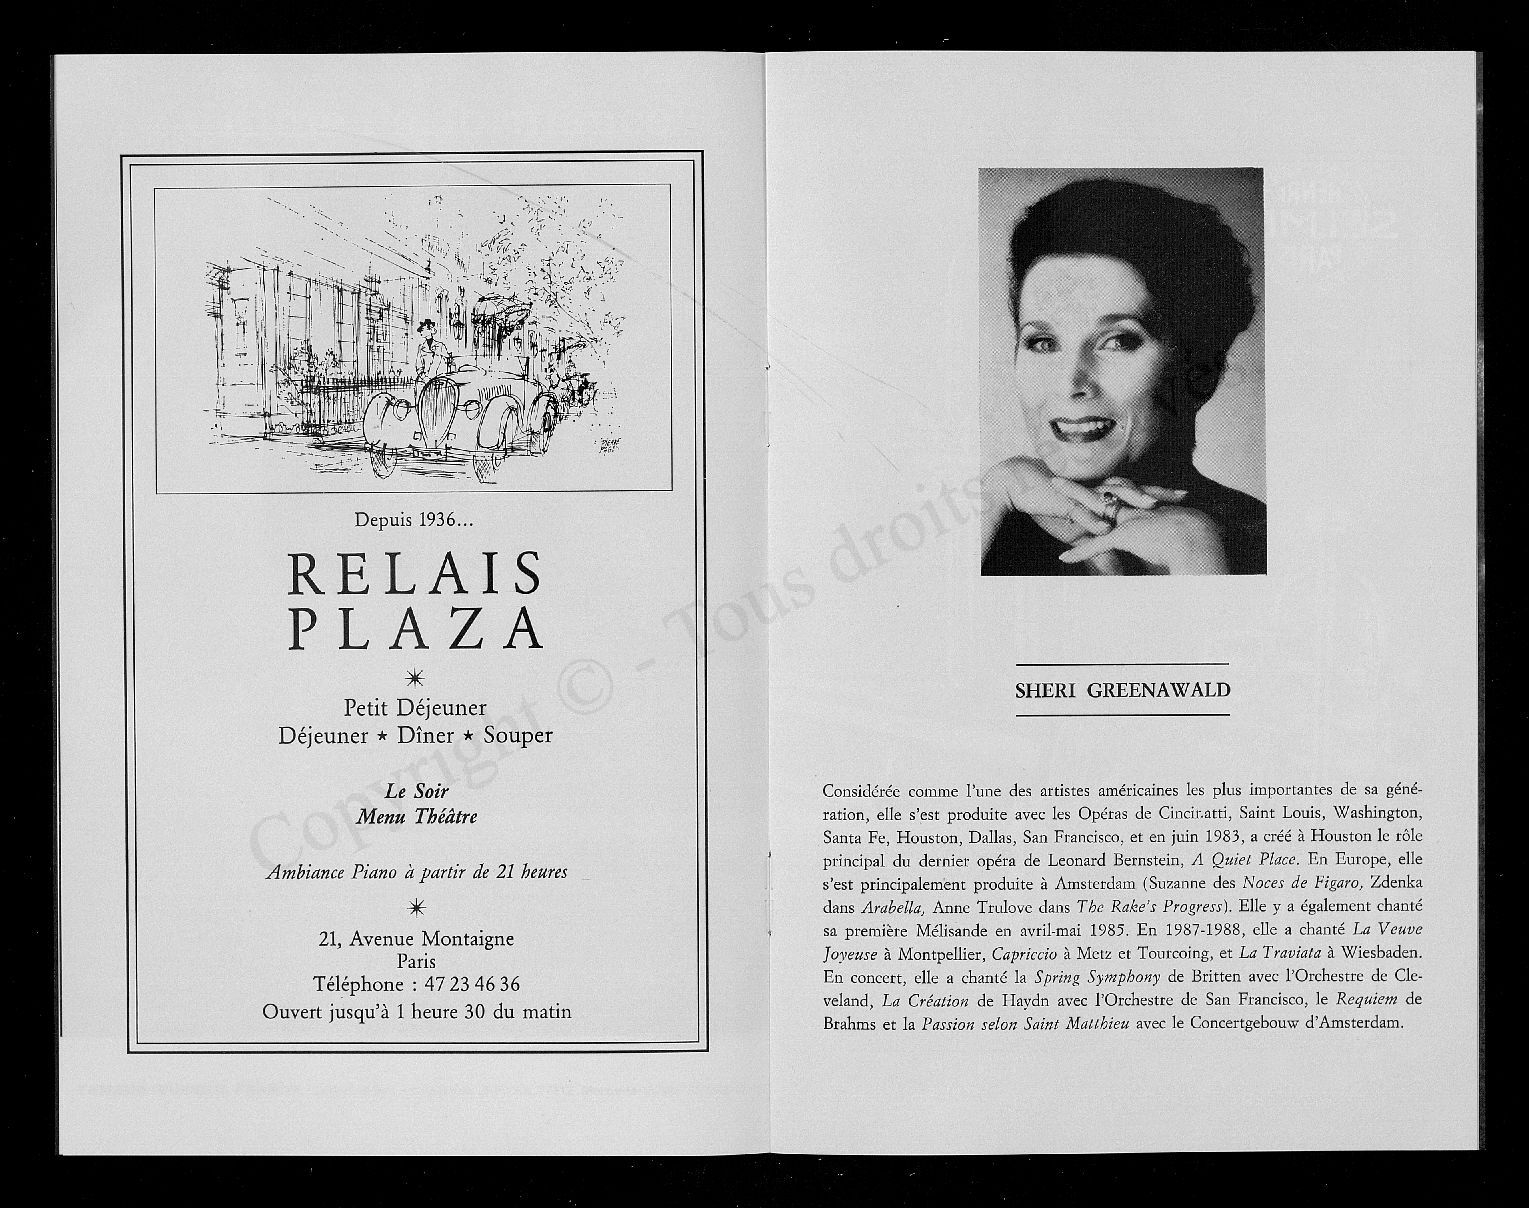 Depuis 1936...
RELAIS
PLAZA
Petit Déjeuner
Déjeuner ★ Dîner ★ Souper
Le Soir
Menu Théâtre
Ambiance Piano à partir de 21 heures
21, Avenue Montaigne
Paris
Téléphone : 47 23 46 36
Ouvert jusqu'à 1 heure 30 du matin
SHERI GREENAWALD
Considérée comme l'une des artistes américaines les plus importantes de sa géné-
ration, elle s'est produite avec les Opéras de Cincinatti, Saint Louis, Washington,
Santa Fe, Houston, Dallas, San Francisco, et en juin 1983, a créé à Houston le rôle
principal du dernier opéra de Leonard Bernstein, A Quiet Place. En Europe, elle
s'est principalement produite à Amsterdam (Suzanne des Noces de Figaro, Zdenka
dans Arabella, Anne Trulove dans The Rake's Progress). Elle y a également chanté
sa première Mélisande en avril-mai 1985. En 1987-1988, elle a chanté La Veuve
Joyeuse à Montpellier, Capriccio à Metz et Tourcoing, et La Traviata à Wiesbaden.
En concert, elle a chanté la Spring Symphony de Britten avec l'Orchestre de Cle-
veland, La Création de Haydn avec l'Orchestre de San Francisco, le Requiem de
Brahms et la Passion selon Saint Matthieu avec le Concertgebouw d'Amsterdam.
Copyright © - Tous droits